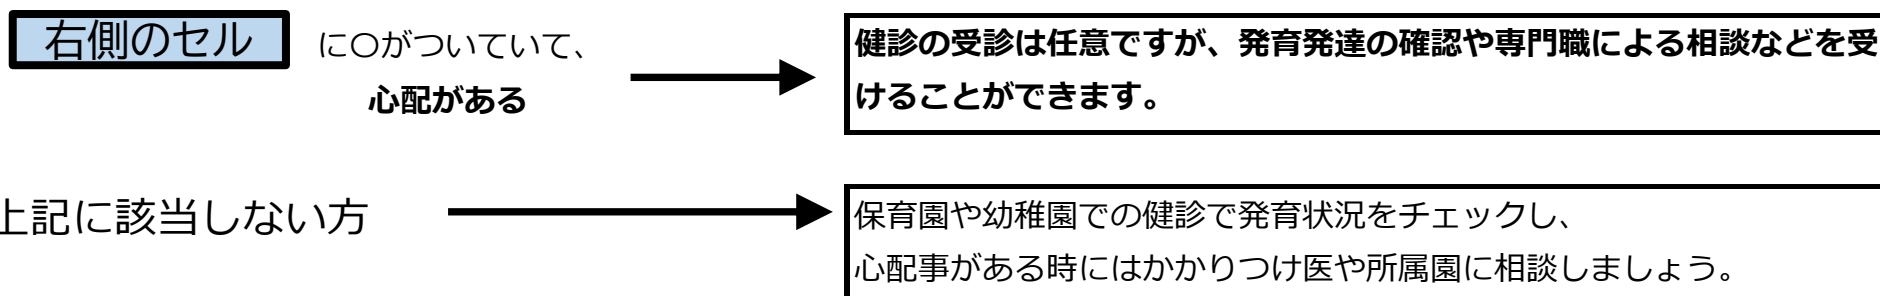 右側のセル に〇がついていて、
心配がある
健診の受診は任意ですが、発育発達の確認や専門職による相談などを受
けることができます。
上記に該当しない方
保育園や幼稚園での健診で発育状況をチェックし、
心配事がある時にはかかりつけ医や所属園に相談しましょう。